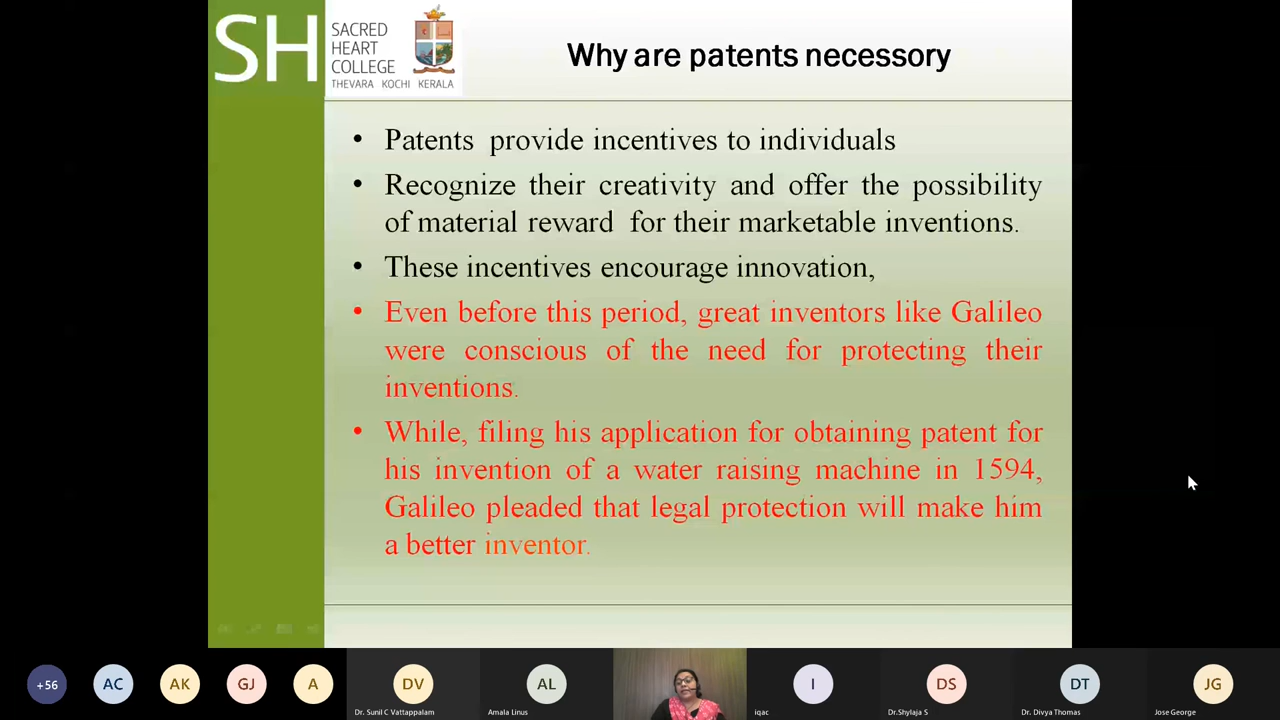 SH
SACRED
HEART
COLLEGE
THEVARA KOCHI KERALA
Why are patents necessory
• Patents provide incentives to individuals
• Recognize their creativity and offer the possibility
of material reward for their marketable inventions.
• These incentives encourage innovation,
• Even before this period, great inventors like Galileo
were conscious of the need for protecting their
inventions.
• While, filing his application for obtaining patent for
his invention of a water raising machine in 1594,
Galileo pleaded that legal protection will make him
a better inventor.
+56
AC
AK
GJ
A
DV
AL
I
DS
DT
JG
Dr. Sunil C Vattappalam
Amala Linus
iqac
Dr.Shylaja S
Dr. Divya Thomas
Jose George